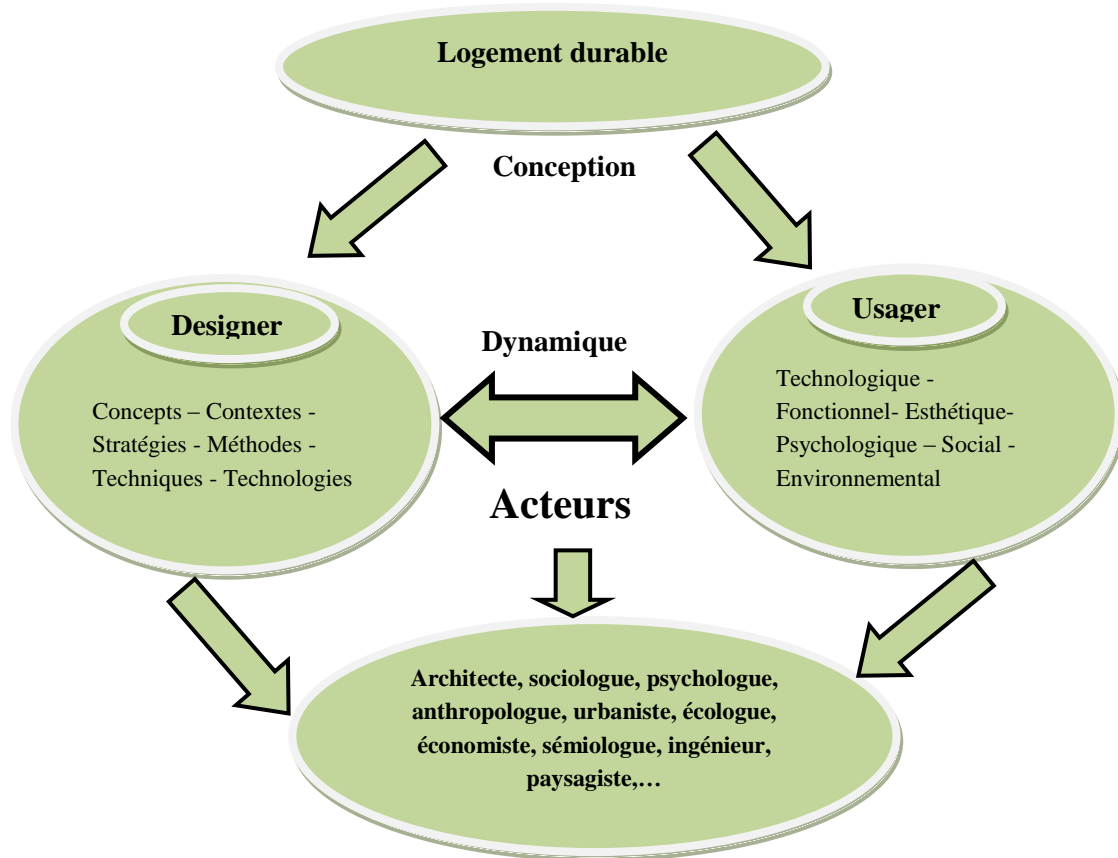 Logement durable
Conception
Designer
Concepts – Contextes -
Stratégies - Méthodes -
Techniques - Technologies
Dynamique
Usager
Technologique -
Fonctionnel- Esthétique-
Psychologique – Social -
Environnemental
Acteurs
Architecte, sociologue, psychologue,
anthropologue, urbaniste, écologue,
économiste, sémiologue, ingénieur,
paysagiste,…